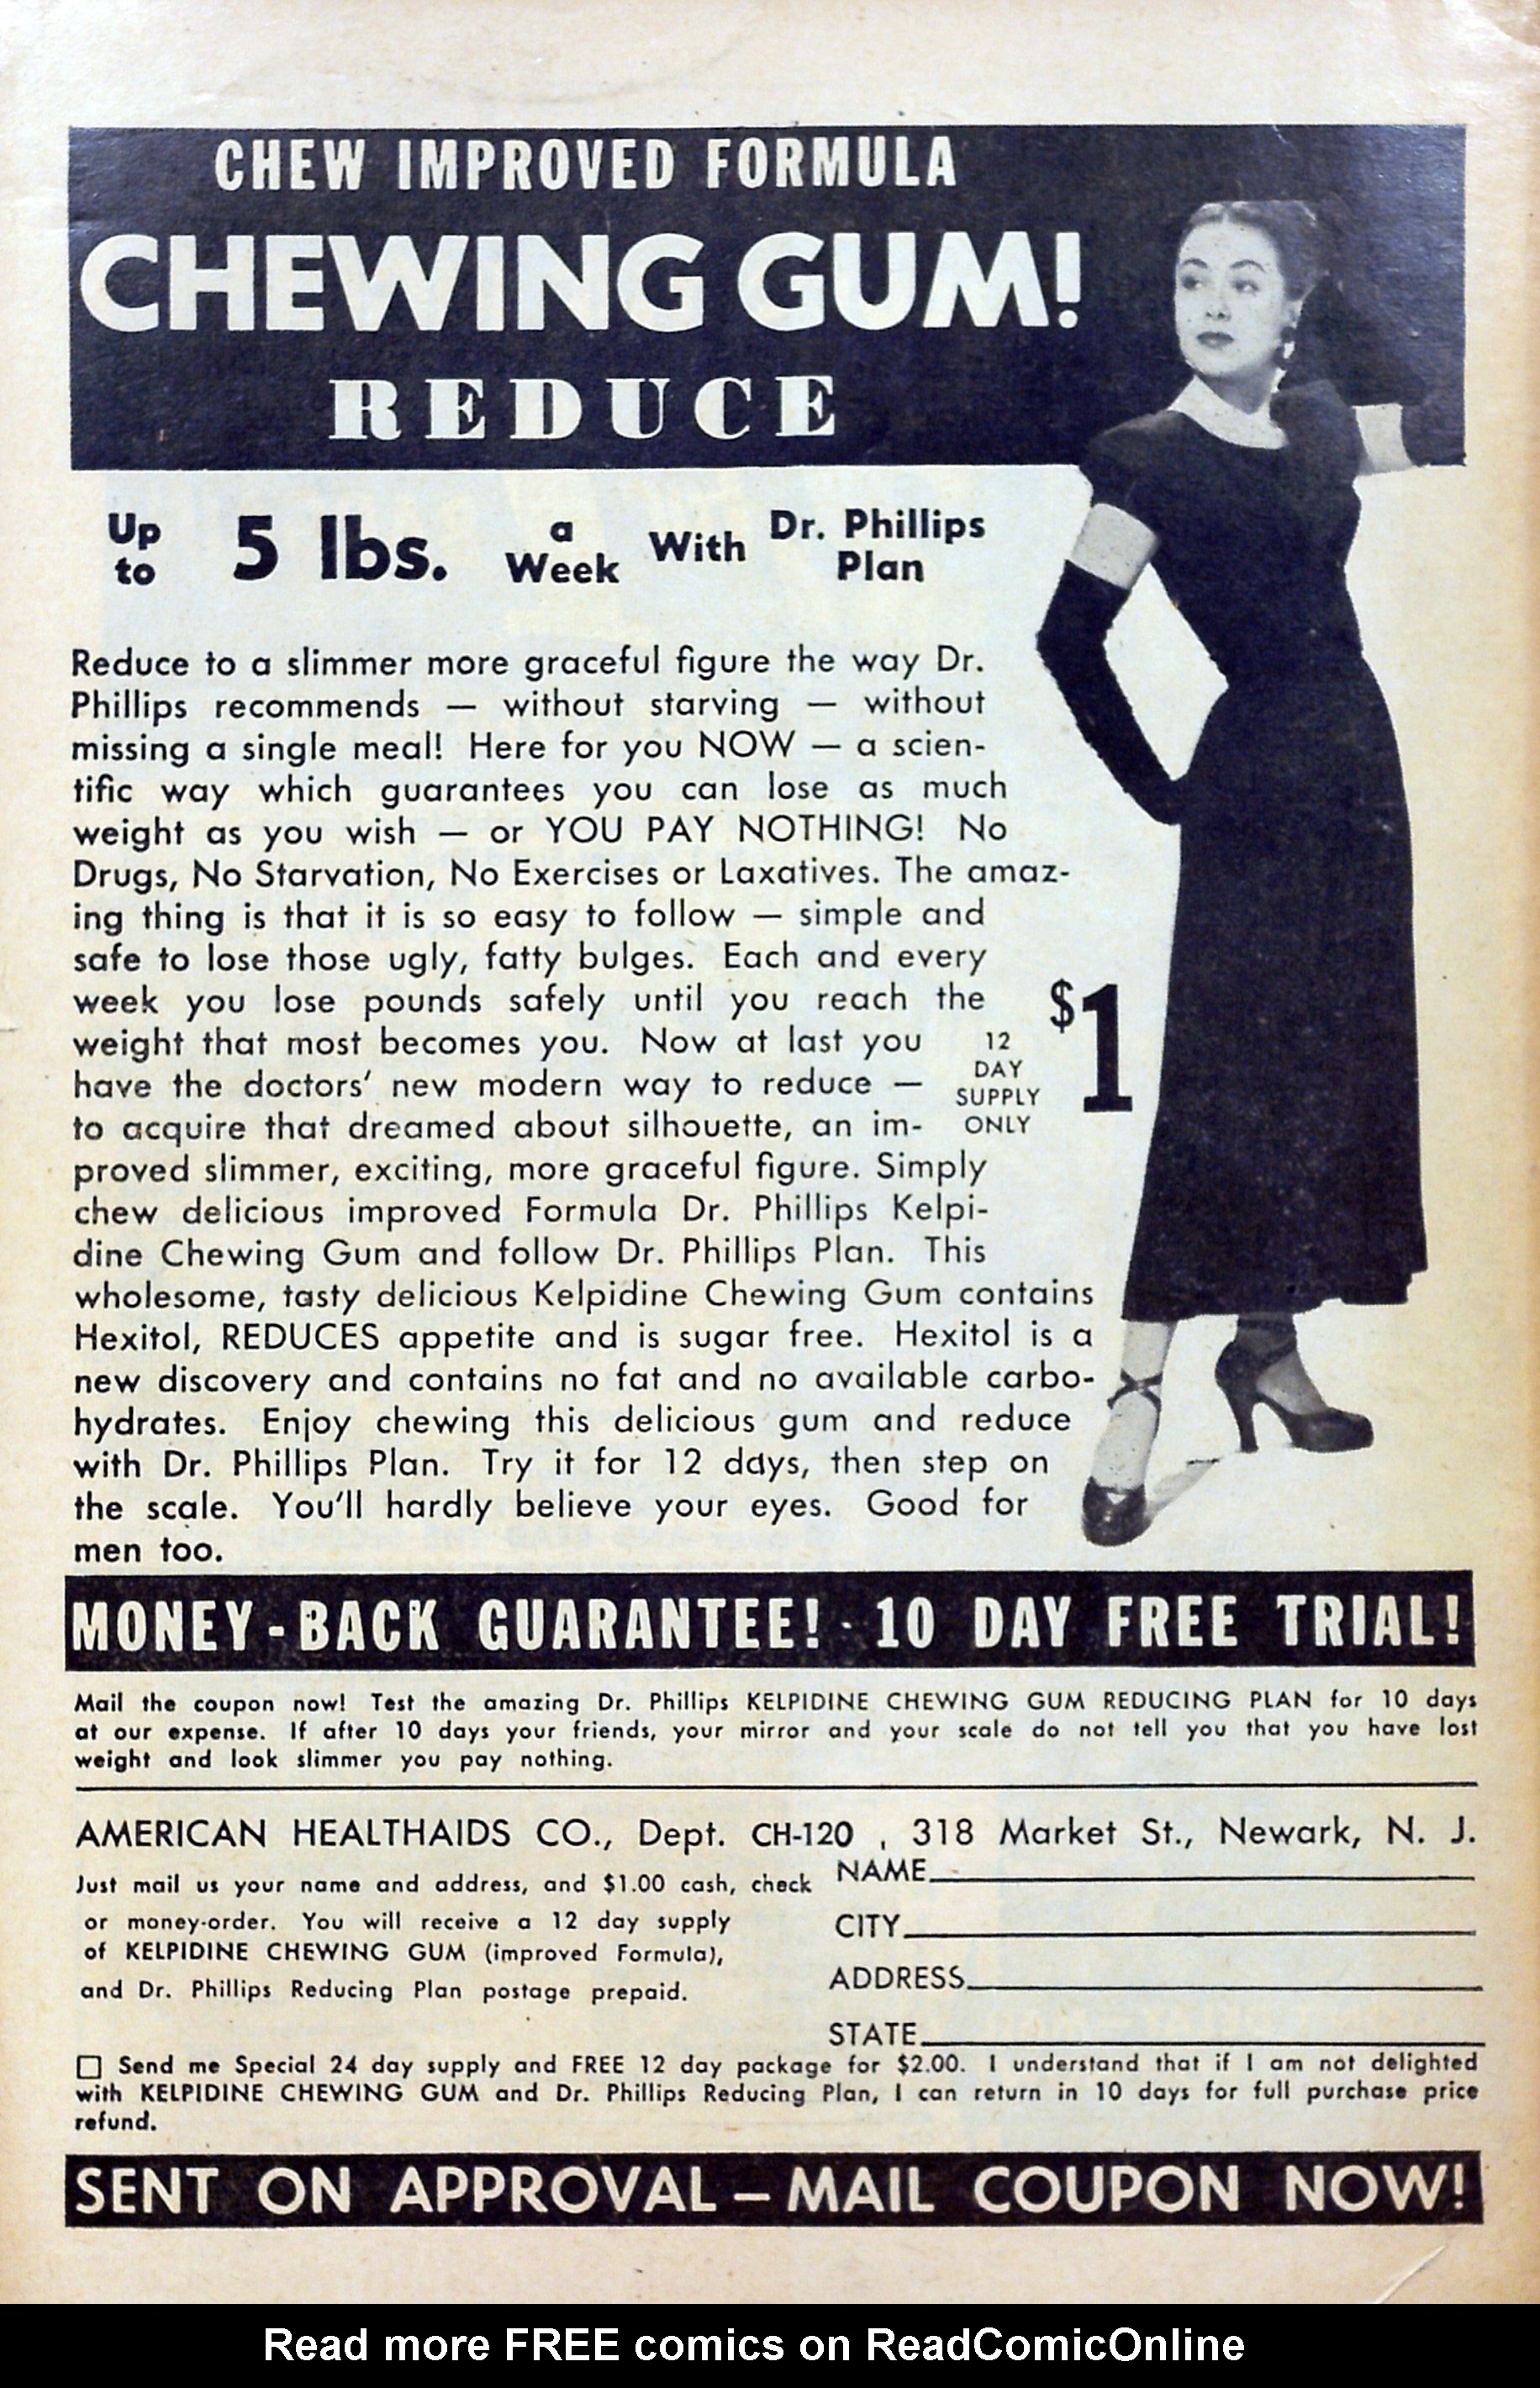 CHEW IMPROVED FORMULA
CHEWING GUM!
REDUCE
Up to 5 lbs. a Week With Dr. Phillips Plan
Reduce to a slimmer more graceful figure the way Dr.
Phillips recommends — without starving — without
missing a single meal! Here for you NOW — a scien-
tific way which guarantees you can lose as much
weight as you wish — or YOU PAY NOTHING! No
Drugs, No Starvation, No Exercises or Laxatives. The amaz-
ing thing is that it is so easy to follow — simple and
safe to lose those ugly, fatty bulges. Each and every
week you lose pounds safely until you reach the
weight that most becomes you. Now at last you
have the doctors' new modern way to reduce —
to acquire that dreamed about silhouette, an im-
proved slimmer, exciting, more graceful figure. Simply
chew delicious improved Formula Dr. Phillips Kelpi-
dine Chewing Gum and follow Dr. Phillips Plan. This
wholesome, tasty delicious Kelpidine Chewing Gum contains
Hexitol, REDUCES appetite and is sugar free. Hexitol is a
new discovery and contains no fat and no available carbo-
hydrates. Enjoy chewing this delicious gum and reduce
with Dr. Phillips Plan. Try it for 12 days, then step on
the scale. You'll hardly believe your eyes. Good for
men too.
$1
12
DAY
SUPPLY
ONLY
MONEY-BACK GUARANTEE! · 10 DAY FREE TRIAL!
Mail the coupon now! Test the amazing Dr. Phillips KELPIDINE CHEWING GUM REDUCING PLAN for 10 days
at our expense. If after 10 days your friends, your mirror and your scale do not tell you that you have lost
weight and look slimmer you pay nothing.
AMERICAN HEALTHAIDS CO., Dept. CH-120 , 318 Market St., Newark, N. J.
Just mail us your name and address, and $1.00 cash, check
or money-order. You will receive a 12 day supply
of KELPIDINE CHEWING GUM (improved Formula),
and Dr. Phillips Reducing Plan postage prepaid.
NAME
CITY
ADDRESS
STATE
☐ Send me Special 24 day supply and FREE 12 day package for $2.00. I understand that if I am not delighted
with KELPIDINE CHEWING GUM and Dr. Phillips Reducing Plan, I can return in 10 days for full purchase price
refund.
SENT ON APPROVAL — MAIL COUPON NOW!
Read more FREE comics on ReadComicOnline